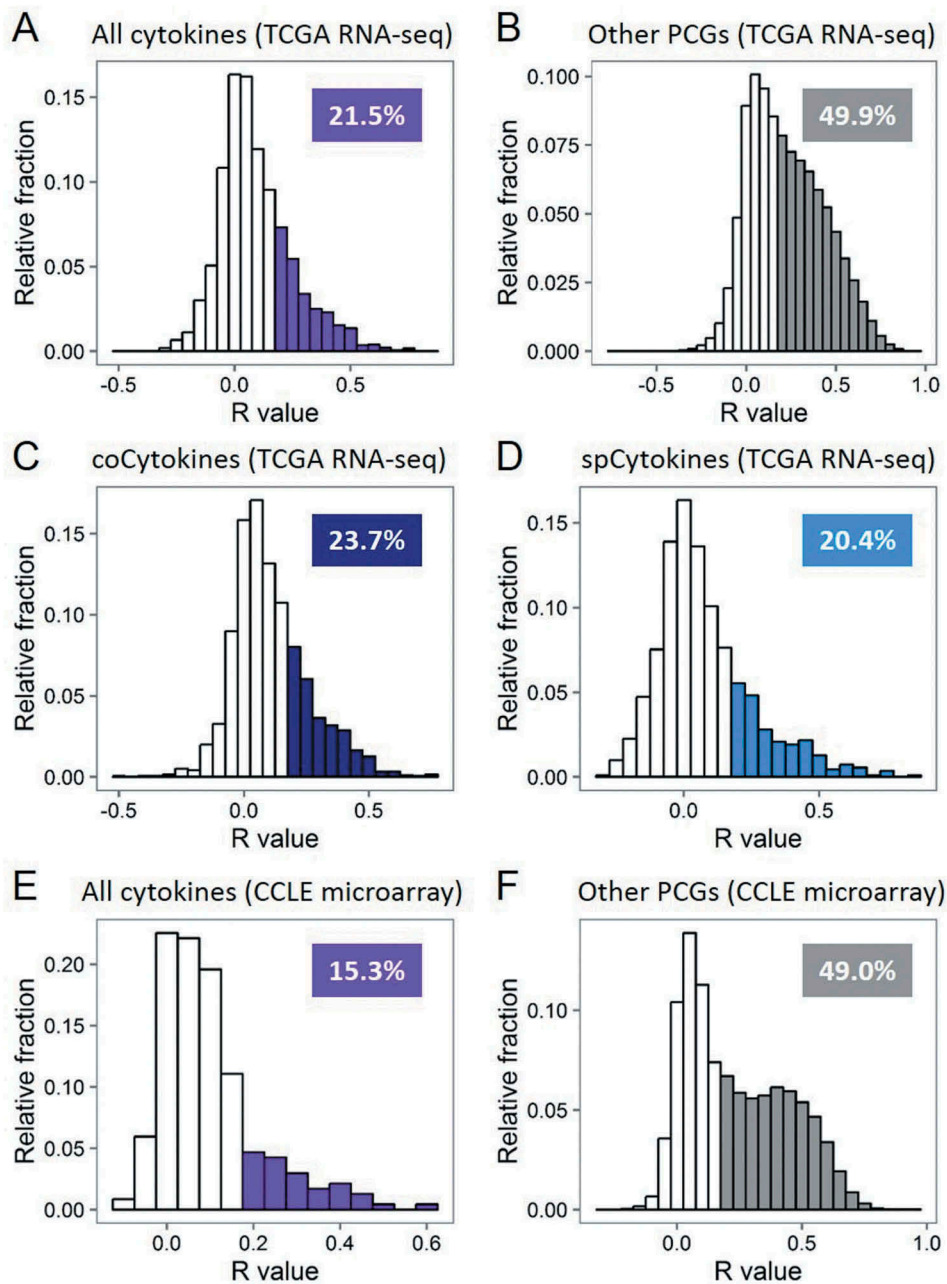 A
All cytokines (TCGA RNA-seq)
21.5%
Relative fraction
0.15
0.10
0.05
0.00
-0.5
0.0
0.5
R value
B
Other PCGs (TCGA RNA-seq)
49.9%
Relative fraction
0.100
0.075
0.050
0.025
0.000
-0.5
0.0
0.5
1.0
R value
C
coCytokines (TCGA RNA-seq)
23.7%
Relative fraction
0.15
0.10
0.05
0.00
-0.5
0.0
0.5
R value
D
spCytokines (TCGA RNA-seq)
20.4%
Relative fraction
0.15
0.10
0.05
0.00
0.0
0.5
R value
E
All cytokines (CCLE microarray)
15.3%
Relative fraction
0.20
0.15
0.10
0.05
0.00
0.0
0.2
0.4
0.6
R value
F
Other PCGs (CCLE microarray)
49.0%
Relative fraction
0.10
0.05
0.00
0.0
0.5
1.0
R value